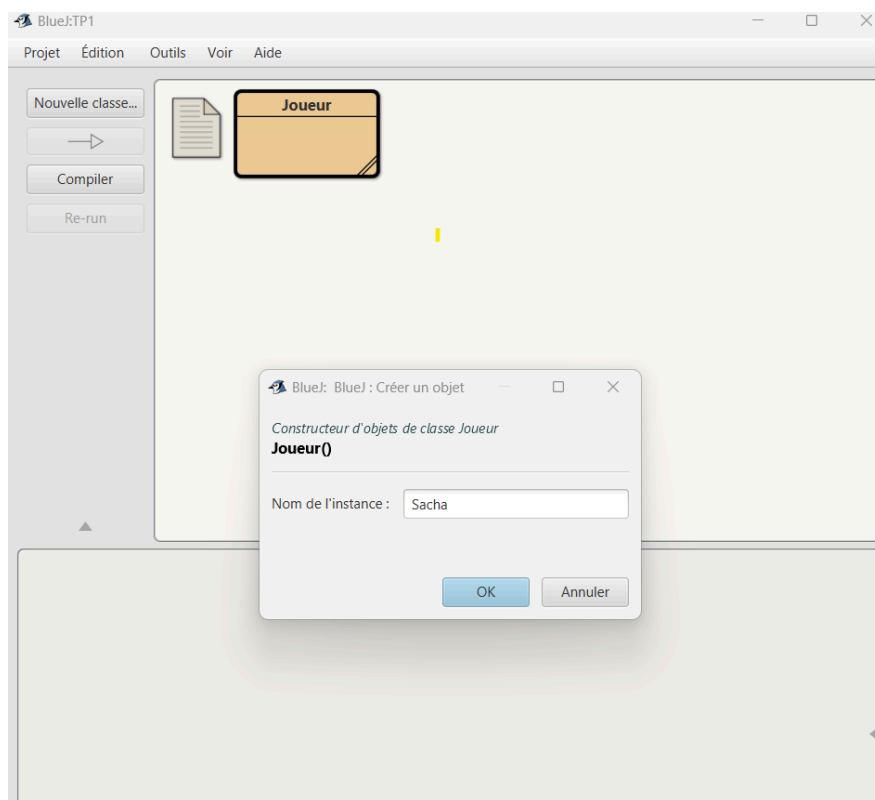 BlueJ:TP1
Projet Édition Outils Voir Aide
Nouvelle classe...
Compiler
Re-run
Joueur
BlueJ: BlueJ : Créer un objet
Constructeur d'objets de classe Joueur
Joueur()
Nom de l'instance : Sacha
OK Annuler